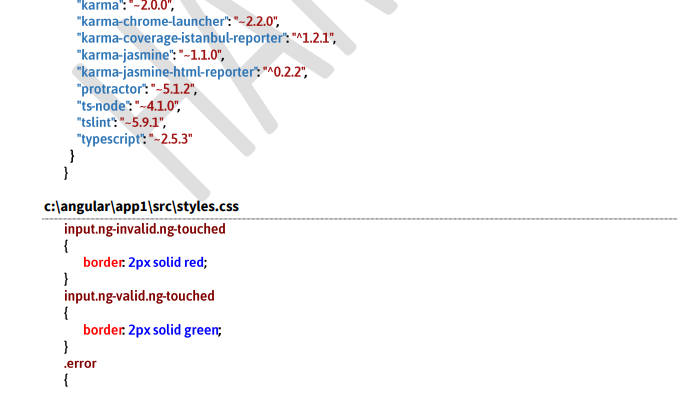 "karma": "~2.0.0",
"karma-chrome-launcher": "~2.2.0",
"karma-coverage-istanbul-reporter": "^1.2.1",
"karma-jasmine": "~1.1.0",
"karma-jasmine-html-reporter": "^0.2.2",
"protractor": "~5.1.2",
"ts-node": "~4.1.0",
"tslint": "~5.9.1",
"typescript": "~2.5.3"
}
}
c:\angular\app1\src\styles.css
input.ng-invalid.ng-touched
{
border: 2px solid red;
}
input.ng-valid.ng-touched
{
border: 2px solid green;
}
.error
{